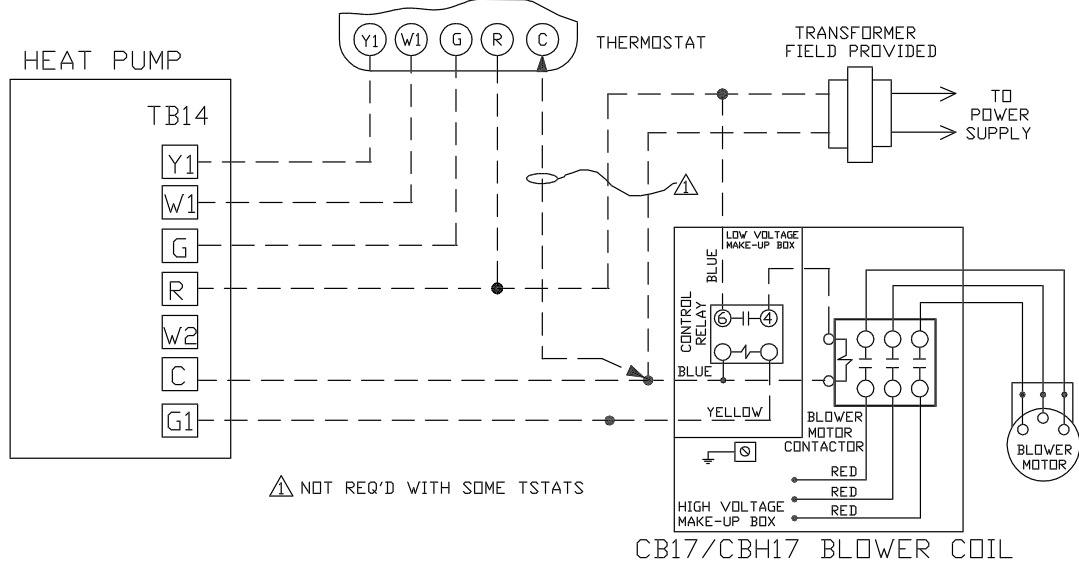 Y1 W1 G R C
THERMOSTAT
TRANSFORMER
FIELD PROVIDED
TO
POWER
SUPPLY
HEAT PUMP
TB14
Y1
W1
G
R
W2
C
G1
1
LOW VOLTAGE
MAKE-UP BOX
BLUE
CONTROL
RELAY
6 4
BLUE
YELLOW
BLOWER
MOTOR
CONTACTOR
BLOWER
MOTOR
RED
RED
RED
HIGH VOLTAGE
MAKE-UP BOX
1 NOT REQ'D WITH SOME TSTATS
CB17/CBH17 BLOWER COIL